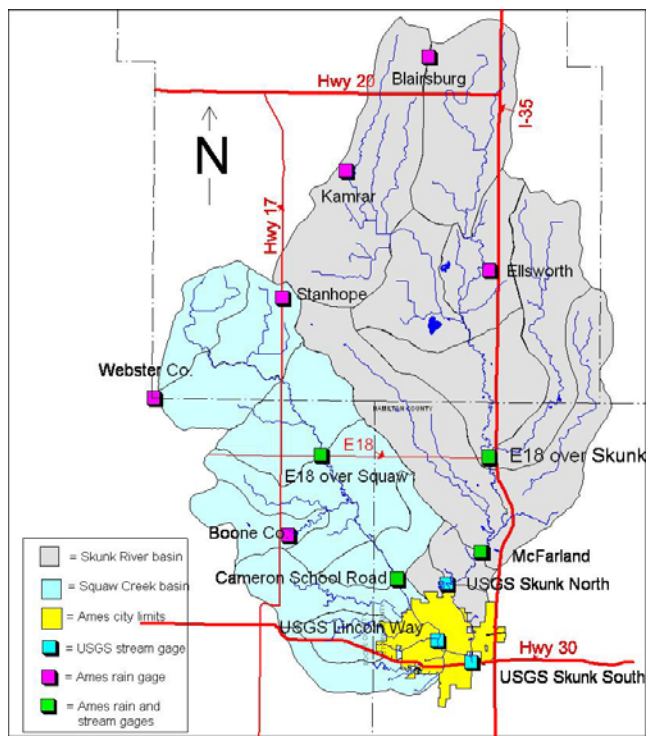 Blairsburg
Hwy 20
I-35
N
Kamrar
Hwy 17
Ellsworth
Stanhope
Webster Co.
HAMILTON COUNTY
E18
E18 over Skunk
E18 over Squaw
Boone Co.
McFarland
Cameron School Road
USGS Skunk North
USGS Lincoln Way
Hwy 30
USGS Skunk South
= Skunk River basin
= Squaw Creek basin
= Ames city limits
= USGS stream gage
= Ames rain gage
= Ames rain and
stream gages